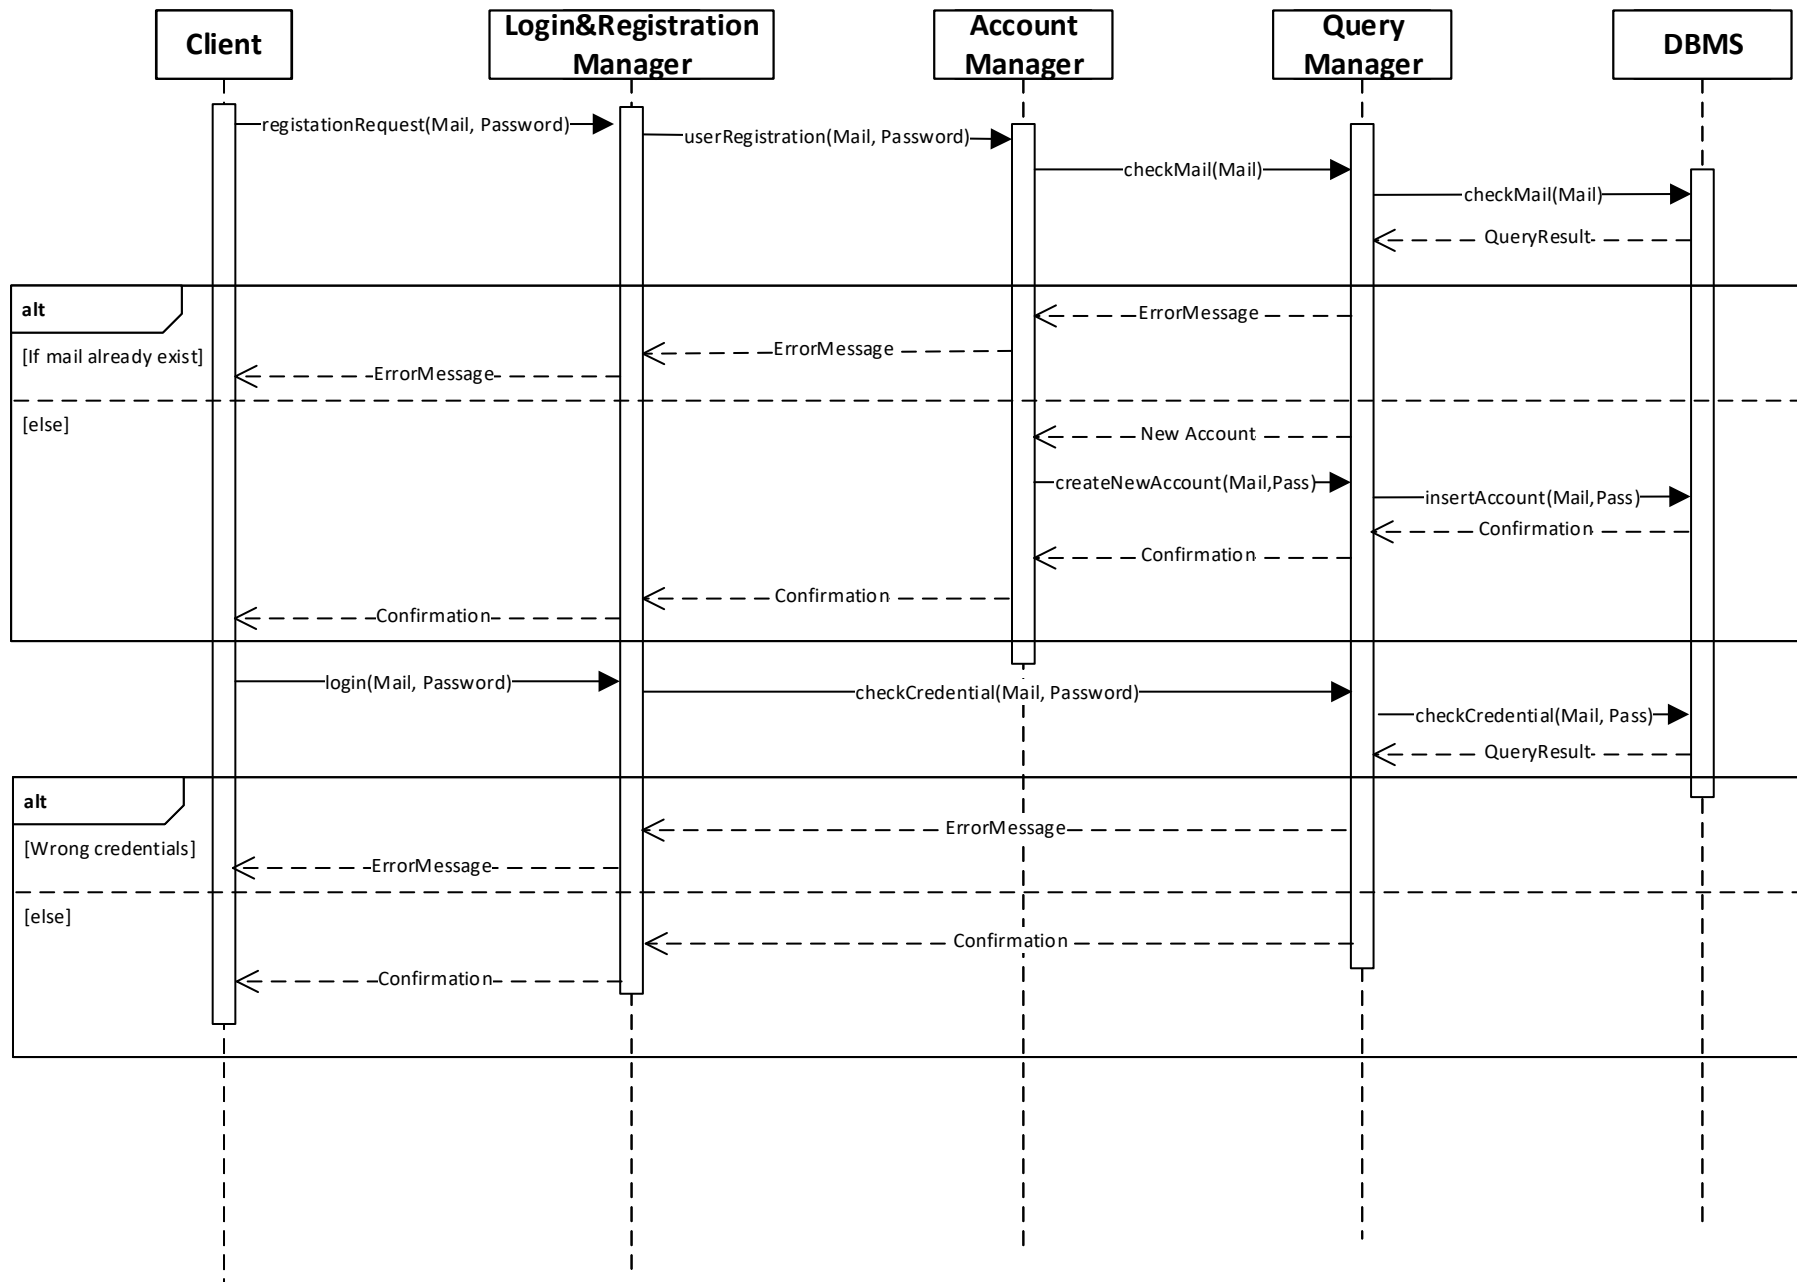 Client
Login&Registration
Manager
Account
Manager
Query
Manager
DBMS
registationRequest(Mail, Password)
userRegistration(Mail, Password)
checkMail(Mail)
checkMail(Mail)
QueryResult
alt
[If mail already exist]
ErrorMessage
ErrorMessage
ErrorMessage
[else]
New Account
createNewAccount(Mail,Pass)
insertAccount(Mail,Pass)
Confirmation
Confirmation
Confirmation
Confirmation
login(Mail, Password)
checkCredential(Mail, Password)
checkCredential(Mail, Pass)
QueryResult
alt
[Wrong credentials]
ErrorMessage
ErrorMessage
[else]
Confirmation
Confirmation